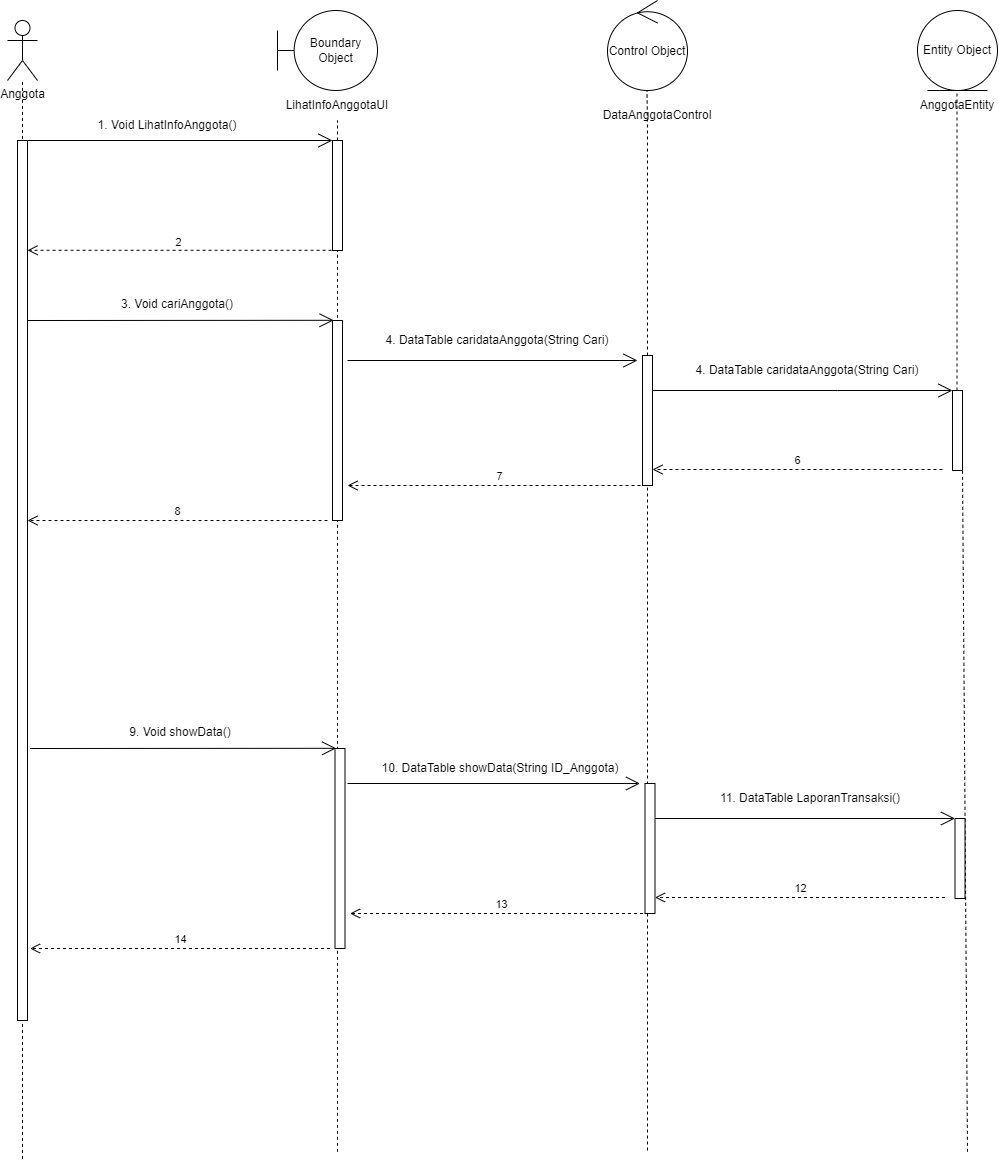 Boundary
Object
Control Object
Entity Object
Anggota
LihatInfoAnggotaUI
DataAnggotaControl
AnggotaEntity
1. Void LihatInfoAnggota()
2
3. Void cariAnggota()
4. DataTable caridataAnggota(String Cari)
4. DataTable caridataAnggota(String Cari)
6
7
8
9. Void showData()
10. DataTable showData(String ID_Anggota)
11. DataTable LaporanTransaksi()
12
13
14